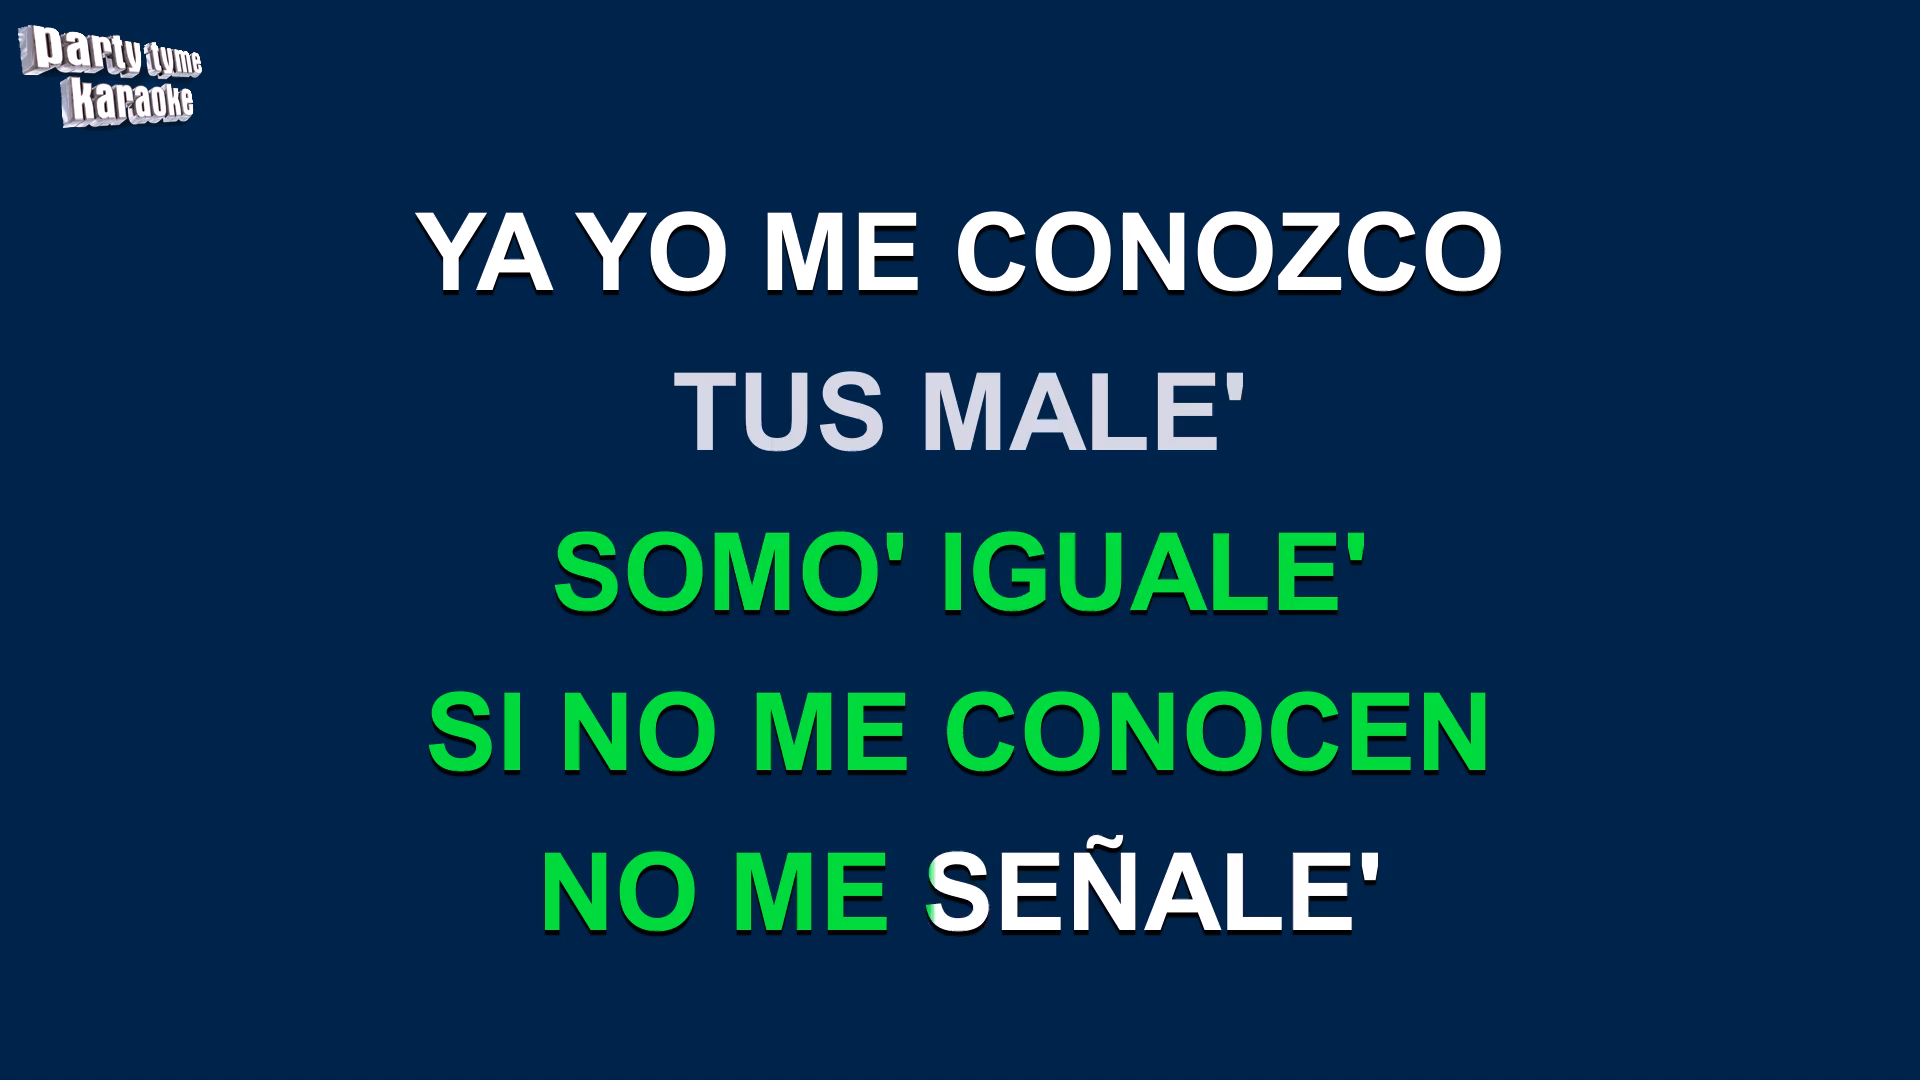 party tyme
karaoke
YA YO ME CONOZCO
TUS MALE'
SOMO' IGUALE'
SI NO ME CONOCEN
NO ME SEÑALE'